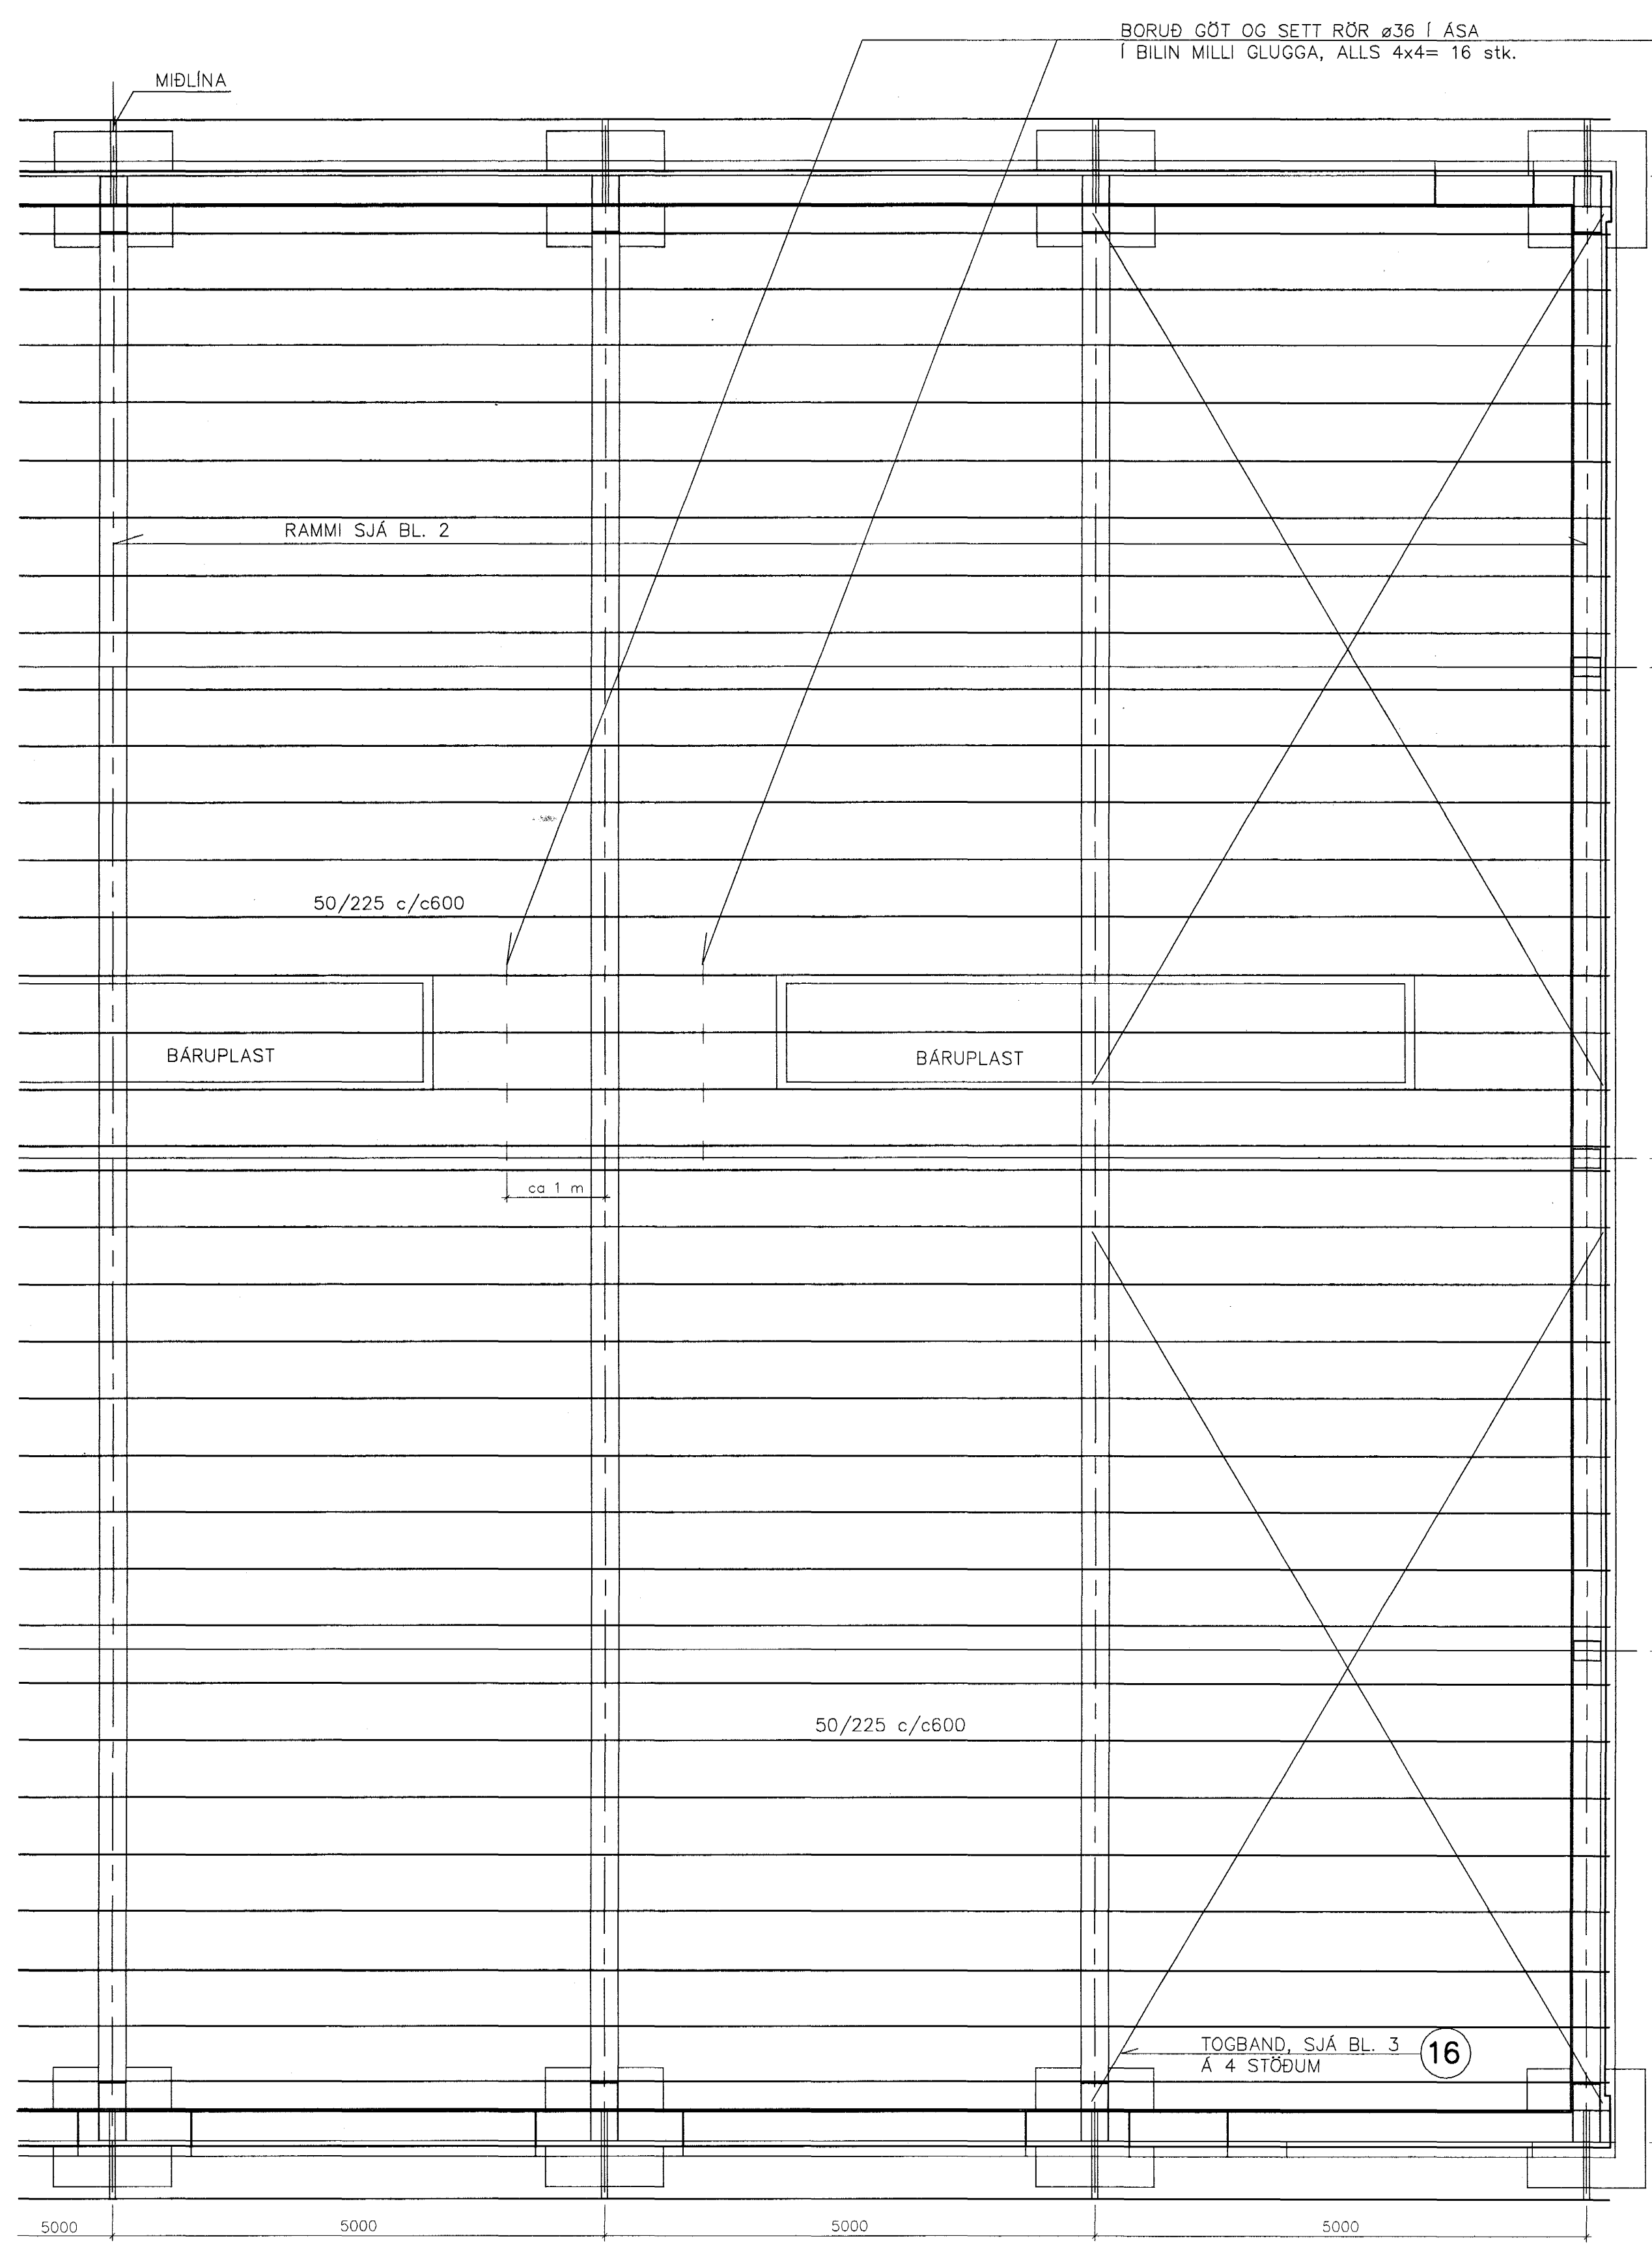 BORUÐ GÖT OG SETT RÖR ø36 Í ÁSA
Í BILIN MILLI GLUGGA, ALLS 4x4= 16 stk.
MIÐLÍNA
RAMMI SJÁ BL. 2
50/225 c/c600
BÁRUPLAST
BÁRUPLAST
ca 1 m
50/225 c/c600
TOGBAND, SJÁ BL. 3
Á 4 STÖÐUM
16
5000
5000
5000
5000